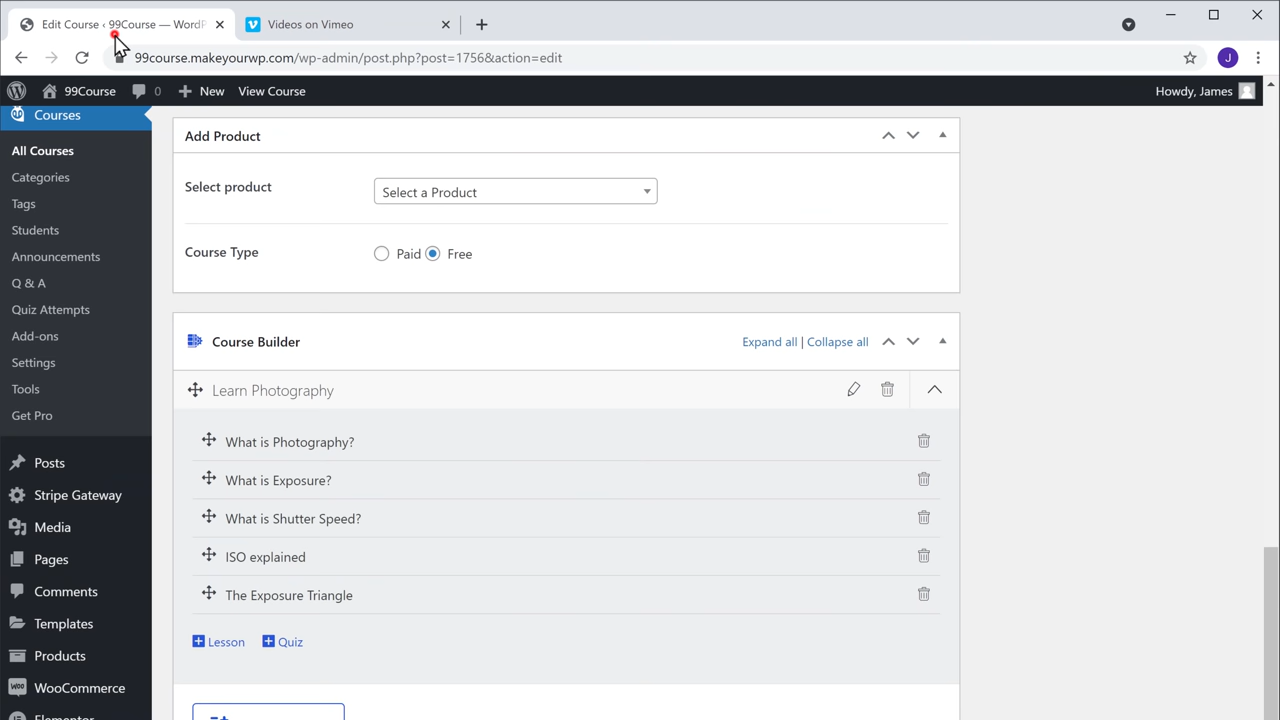 Edit Course ‹ 99Course — WordP
Videos on Vimeo
99course.makeyourwp.com/wp-admin/post.php?post=1756&action=edit
J
99Course
0
New
View Course
Howdy, James
Courses
All Courses
Categories
Tags
Students
Announcements
Q & A
Quiz Attempts
Add-ons
Settings
Tools
Get Pro
Posts
Stripe Gateway
Media
Pages
Comments
Templates
Products
WooCommerce
Elementor
Add Product
Select product
Select a Product
Course Type
Paid
Free
Course Builder
Expand all | Collapse all
Learn Photography
What is Photography?
What is Exposure?
What is Shutter Speed?
ISO explained
The Exposure Triangle
Lesson
Quiz